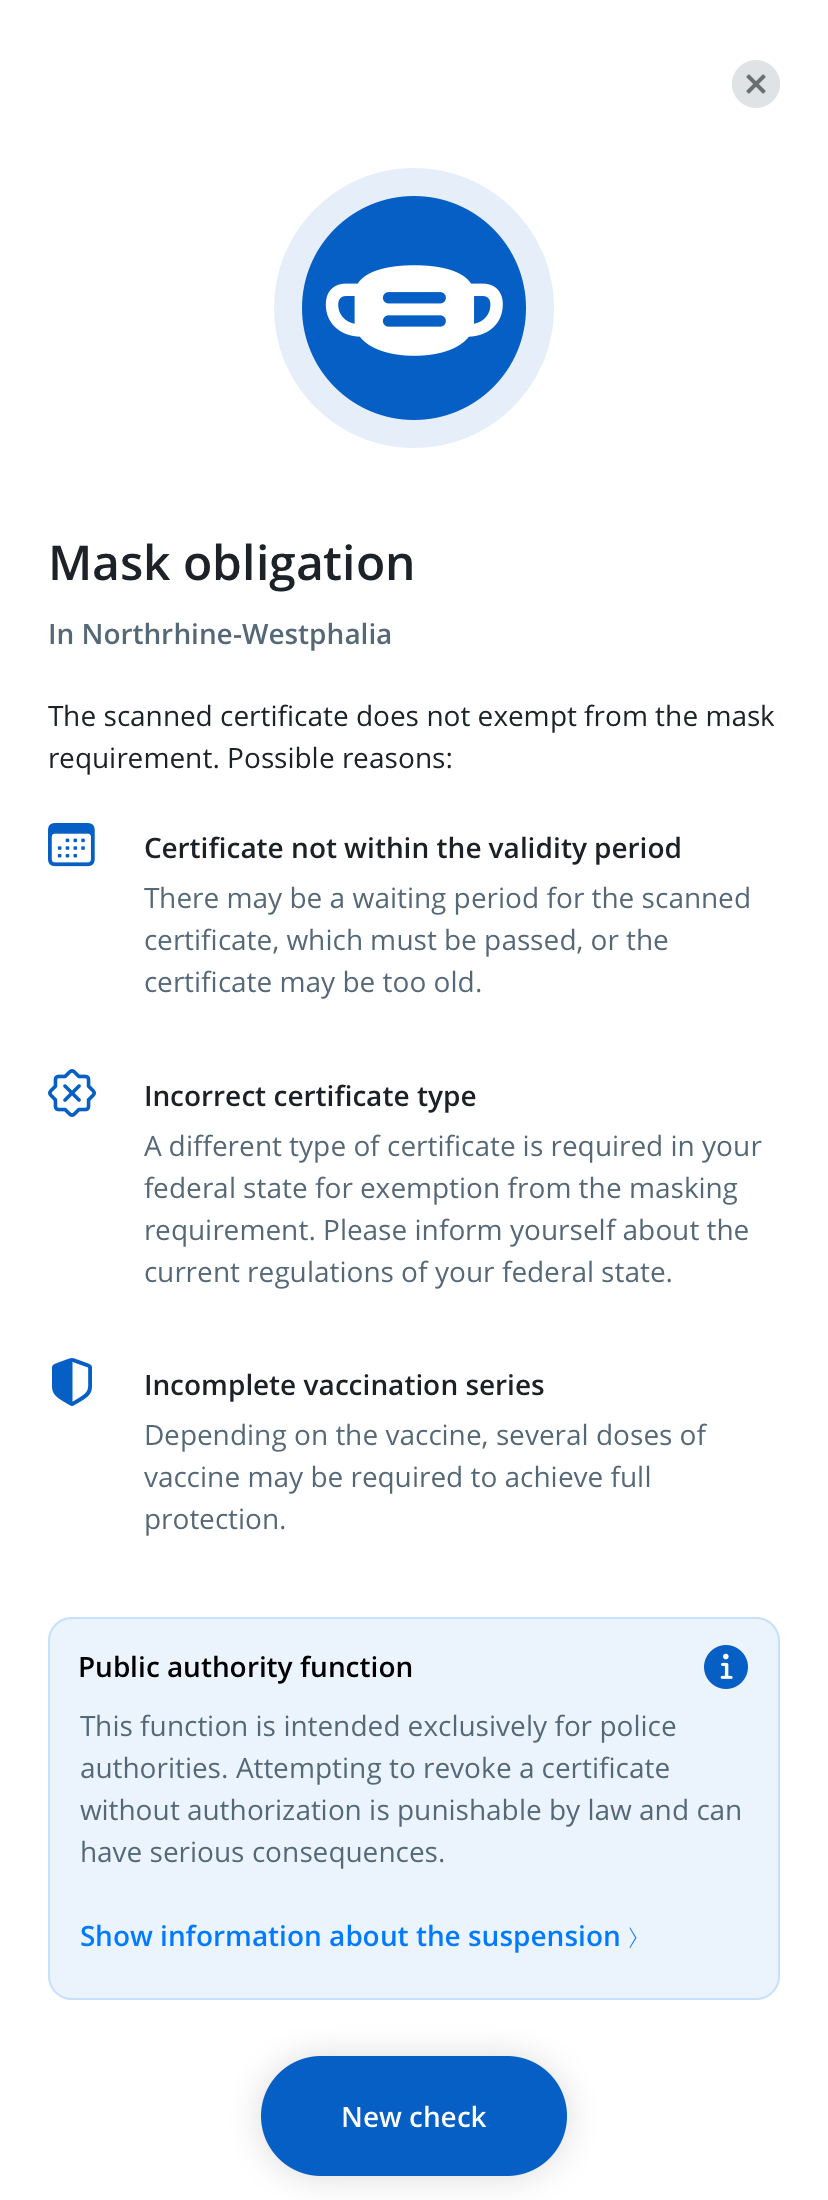 Mask obligation
In Northrhine-Westphalia
The scanned certificate does not exempt from the mask
requirement. Possible reasons:
Certificate not within the validity period
There may be a waiting period for the scanned
certificate, which must be passed, or the
certificate may be too old.
Incorrect certificate type
A different type of certificate is required in your
federal state for exemption from the masking
requirement. Please inform yourself about the
current regulations of your federal state.
Incomplete vaccination series
Depending on the vaccine, several doses of
vaccine may be required to achieve full
protection.
Public authority function
This function is intended exclusively for police
authorities. Attempting to revoke a certificate
without authorization is punishable by law and can
have serious consequences.
Show information about the suspension
New check